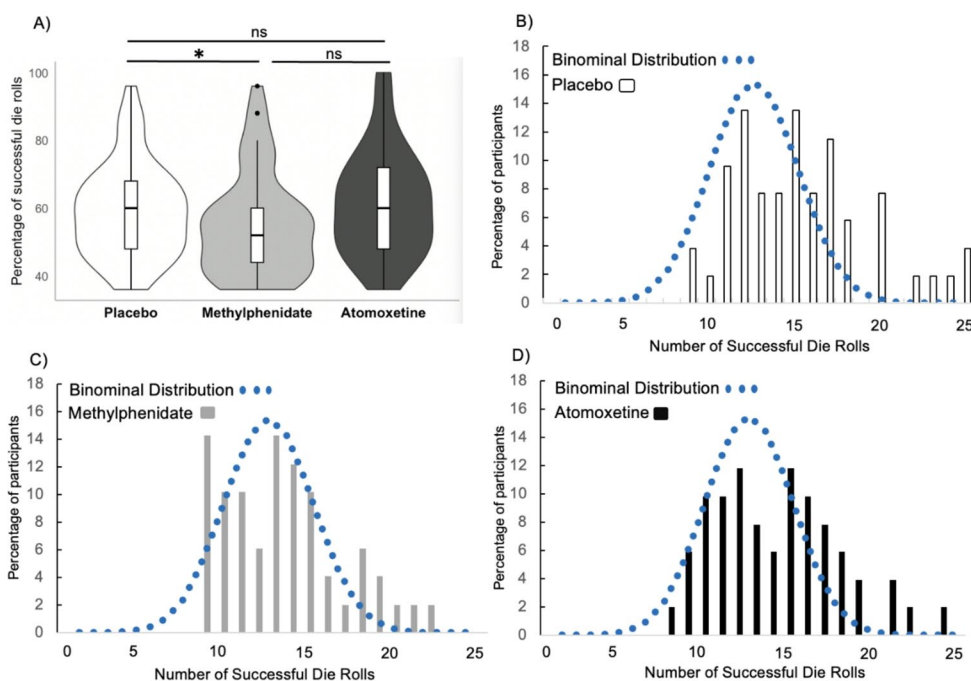 A)
ns
*
ns
Percentage of successful die rolls
100
80
60
40
Placebo
Methylphenidate
Atomoxetine
B)
Binominal Distribution
Placebo
Percentage of participants
18
16
14
12
10
8
6
4
2
0
0 5 10 15 20 25
Number of Successful Die Rolls
C)
Binominal Distribution
Methylphenidate
Percentage of participants
18
16
14
12
10
8
6
4
2
0
0 5 10 15 20 25
Number of Successful Die Rolls
D)
Binominal Distribution
Atomoxetine
Percentage of participants
18
16
14
12
10
8
6
4
2
0
0 5 10 15 20 25
Number of Successful Die Rolls